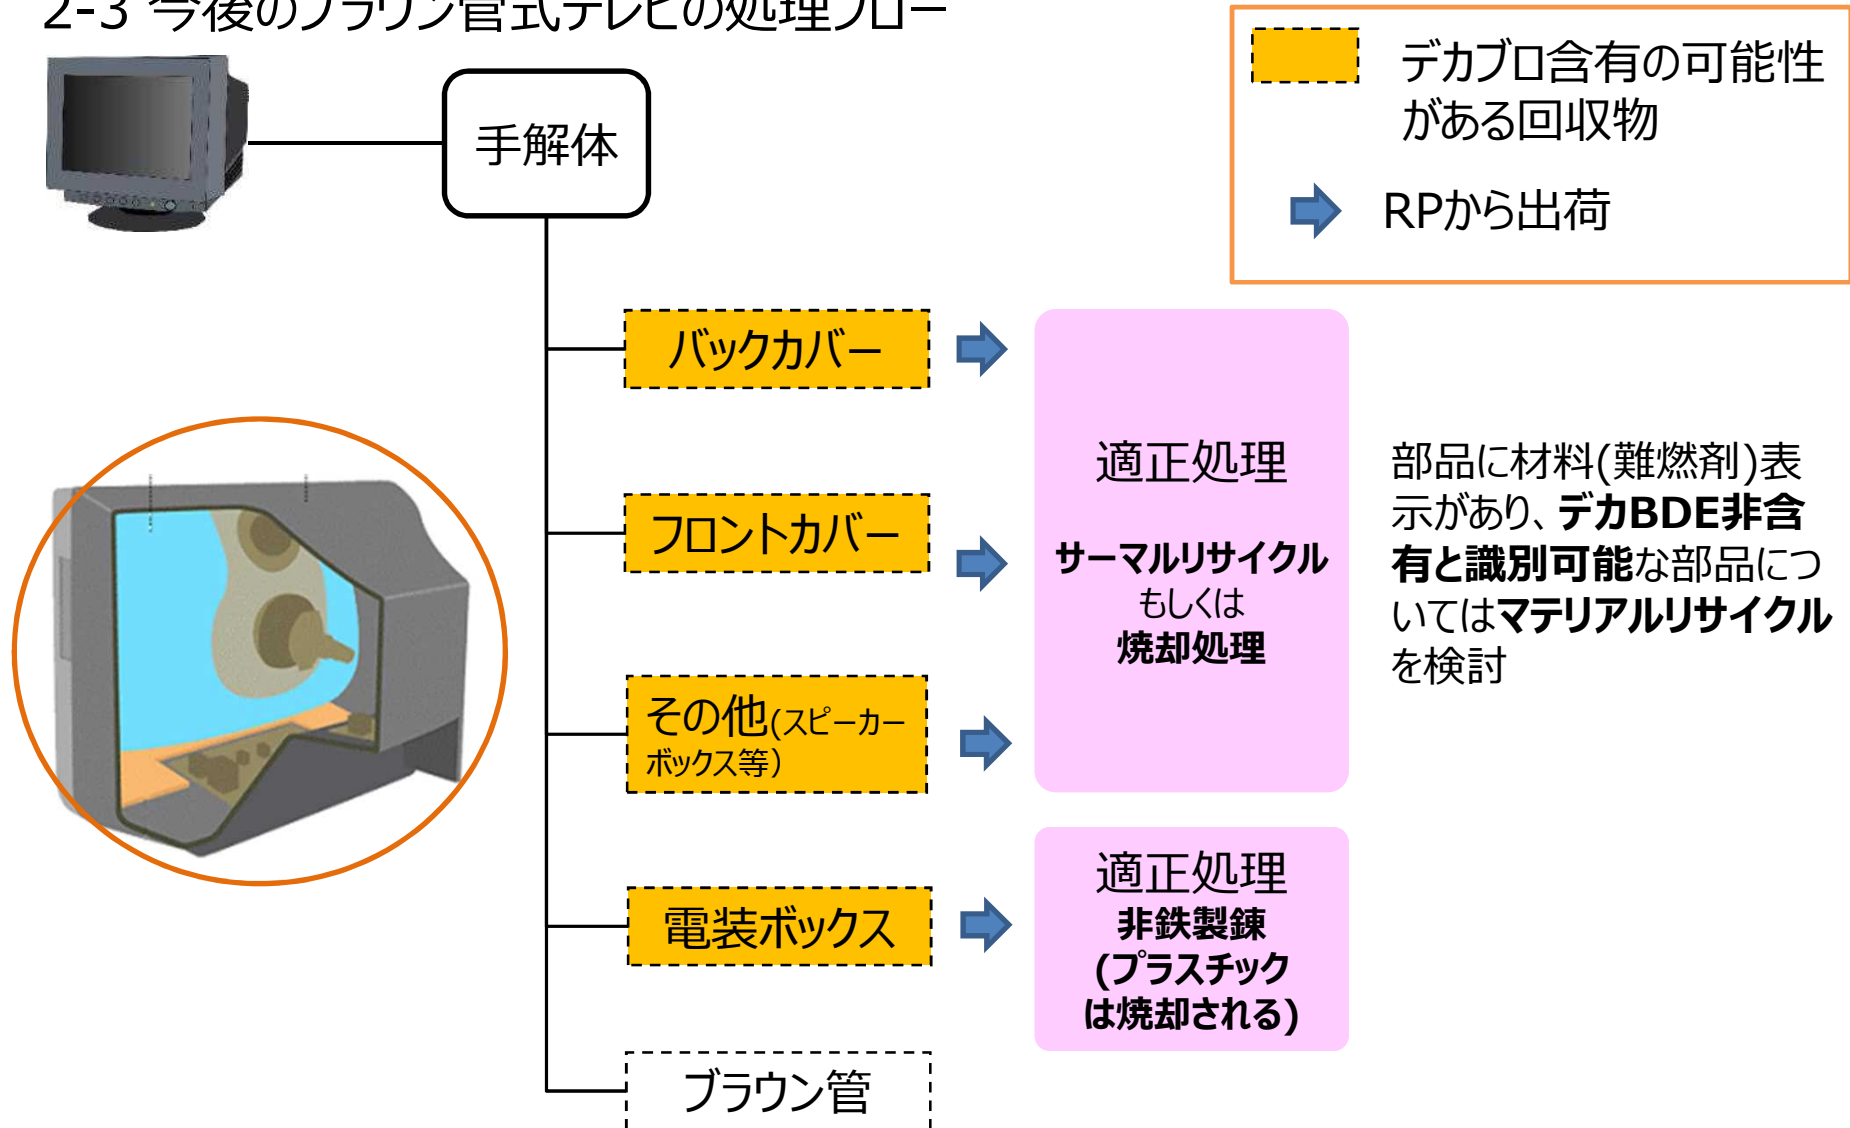 2-3 今後のブラウン管式テレビの処理フロー
デカブロ含有の可能性
がある回収物
RPから出荷
手解体
バックカバー
フロントカバー
その他(スピーカー
ボックス等)
電装ボックス
ブラウン管
適正処理
サーマルリサイクル
もしくは
焼却処理
適正処理
非鉄製錬
(プラスチック
は焼却される)
部品に材料(難燃剤)表
示があり、デカBDE非含
有と識別可能な部品につ
いてはマテリアルリサイクル
を検討